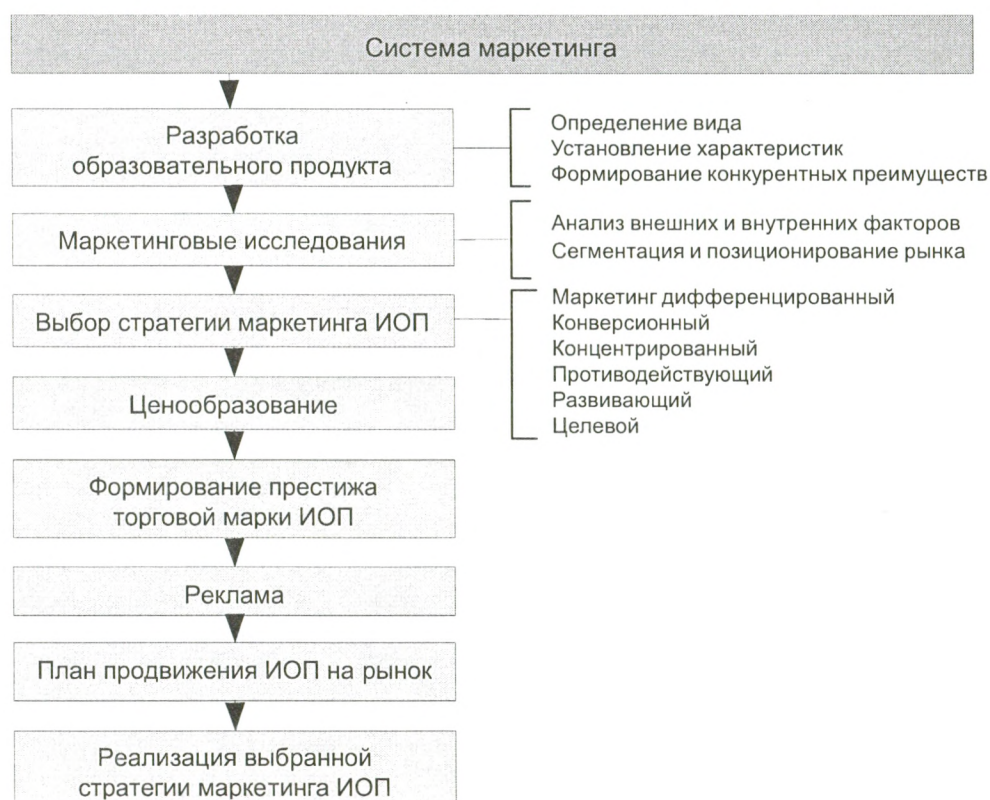 Система маркетинга
Разработка
образовательного продукта
Определение вида
Установление характеристик
Формирование конкурентных преимуществ
Маркетинговые исследования
Анализ внешних и внутренних факторов
Сегментация и позиционирование рынка
Выбор стратегии маркетинга ИОП
Маркетинг дифференцированный
Конверсионный
Концентрированный
Противодействующий
Развивающий
Целевой
Ценообразование
Формирование престижа
торговой марки ИОП
Реклама
План продвижения ИОП на рынок
Реализация выбранной
стратегии маркетинга ИОП